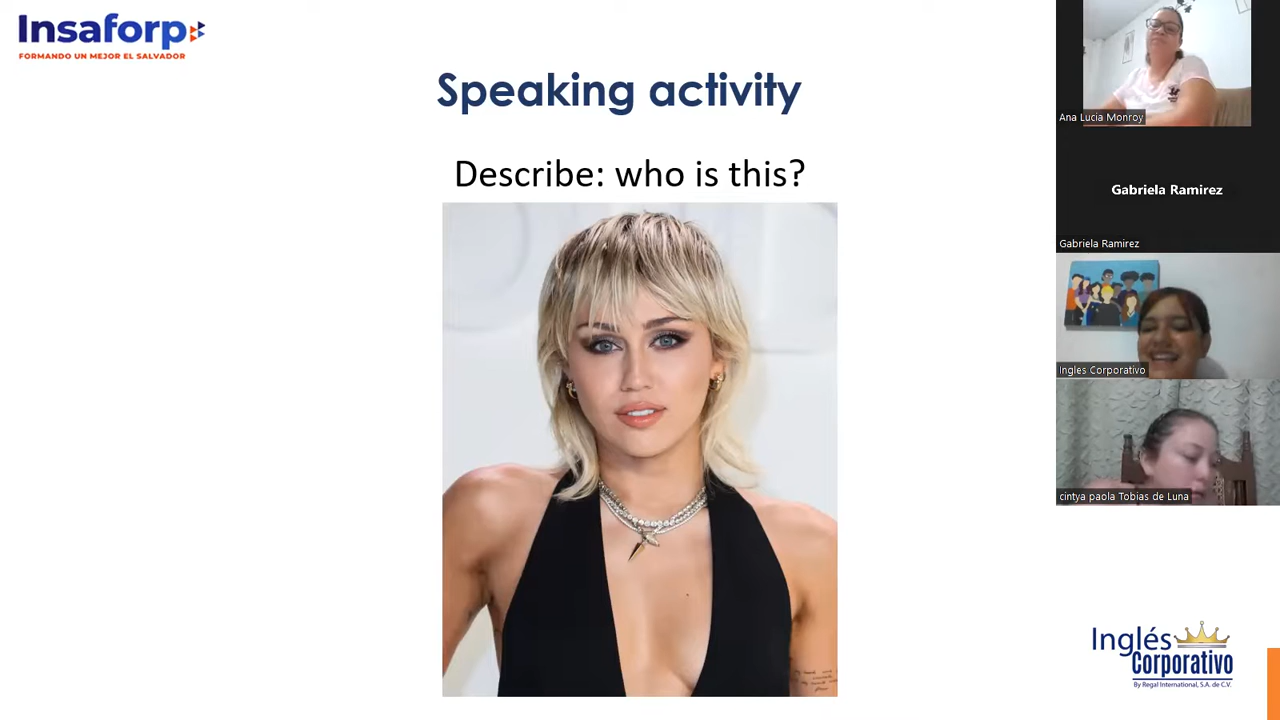 Insaforp
FORMANDO UN MEJOR EL SALVADOR
Speaking activity
Describe: who is this?
Ana Lucia Monroy
Gabriela Ramirez
Gabriela Ramirez
Ingles Corporativo
cintya paola Tobias de Luna
Inglés
Corporativo
By Regal International, S.A. de C.V.